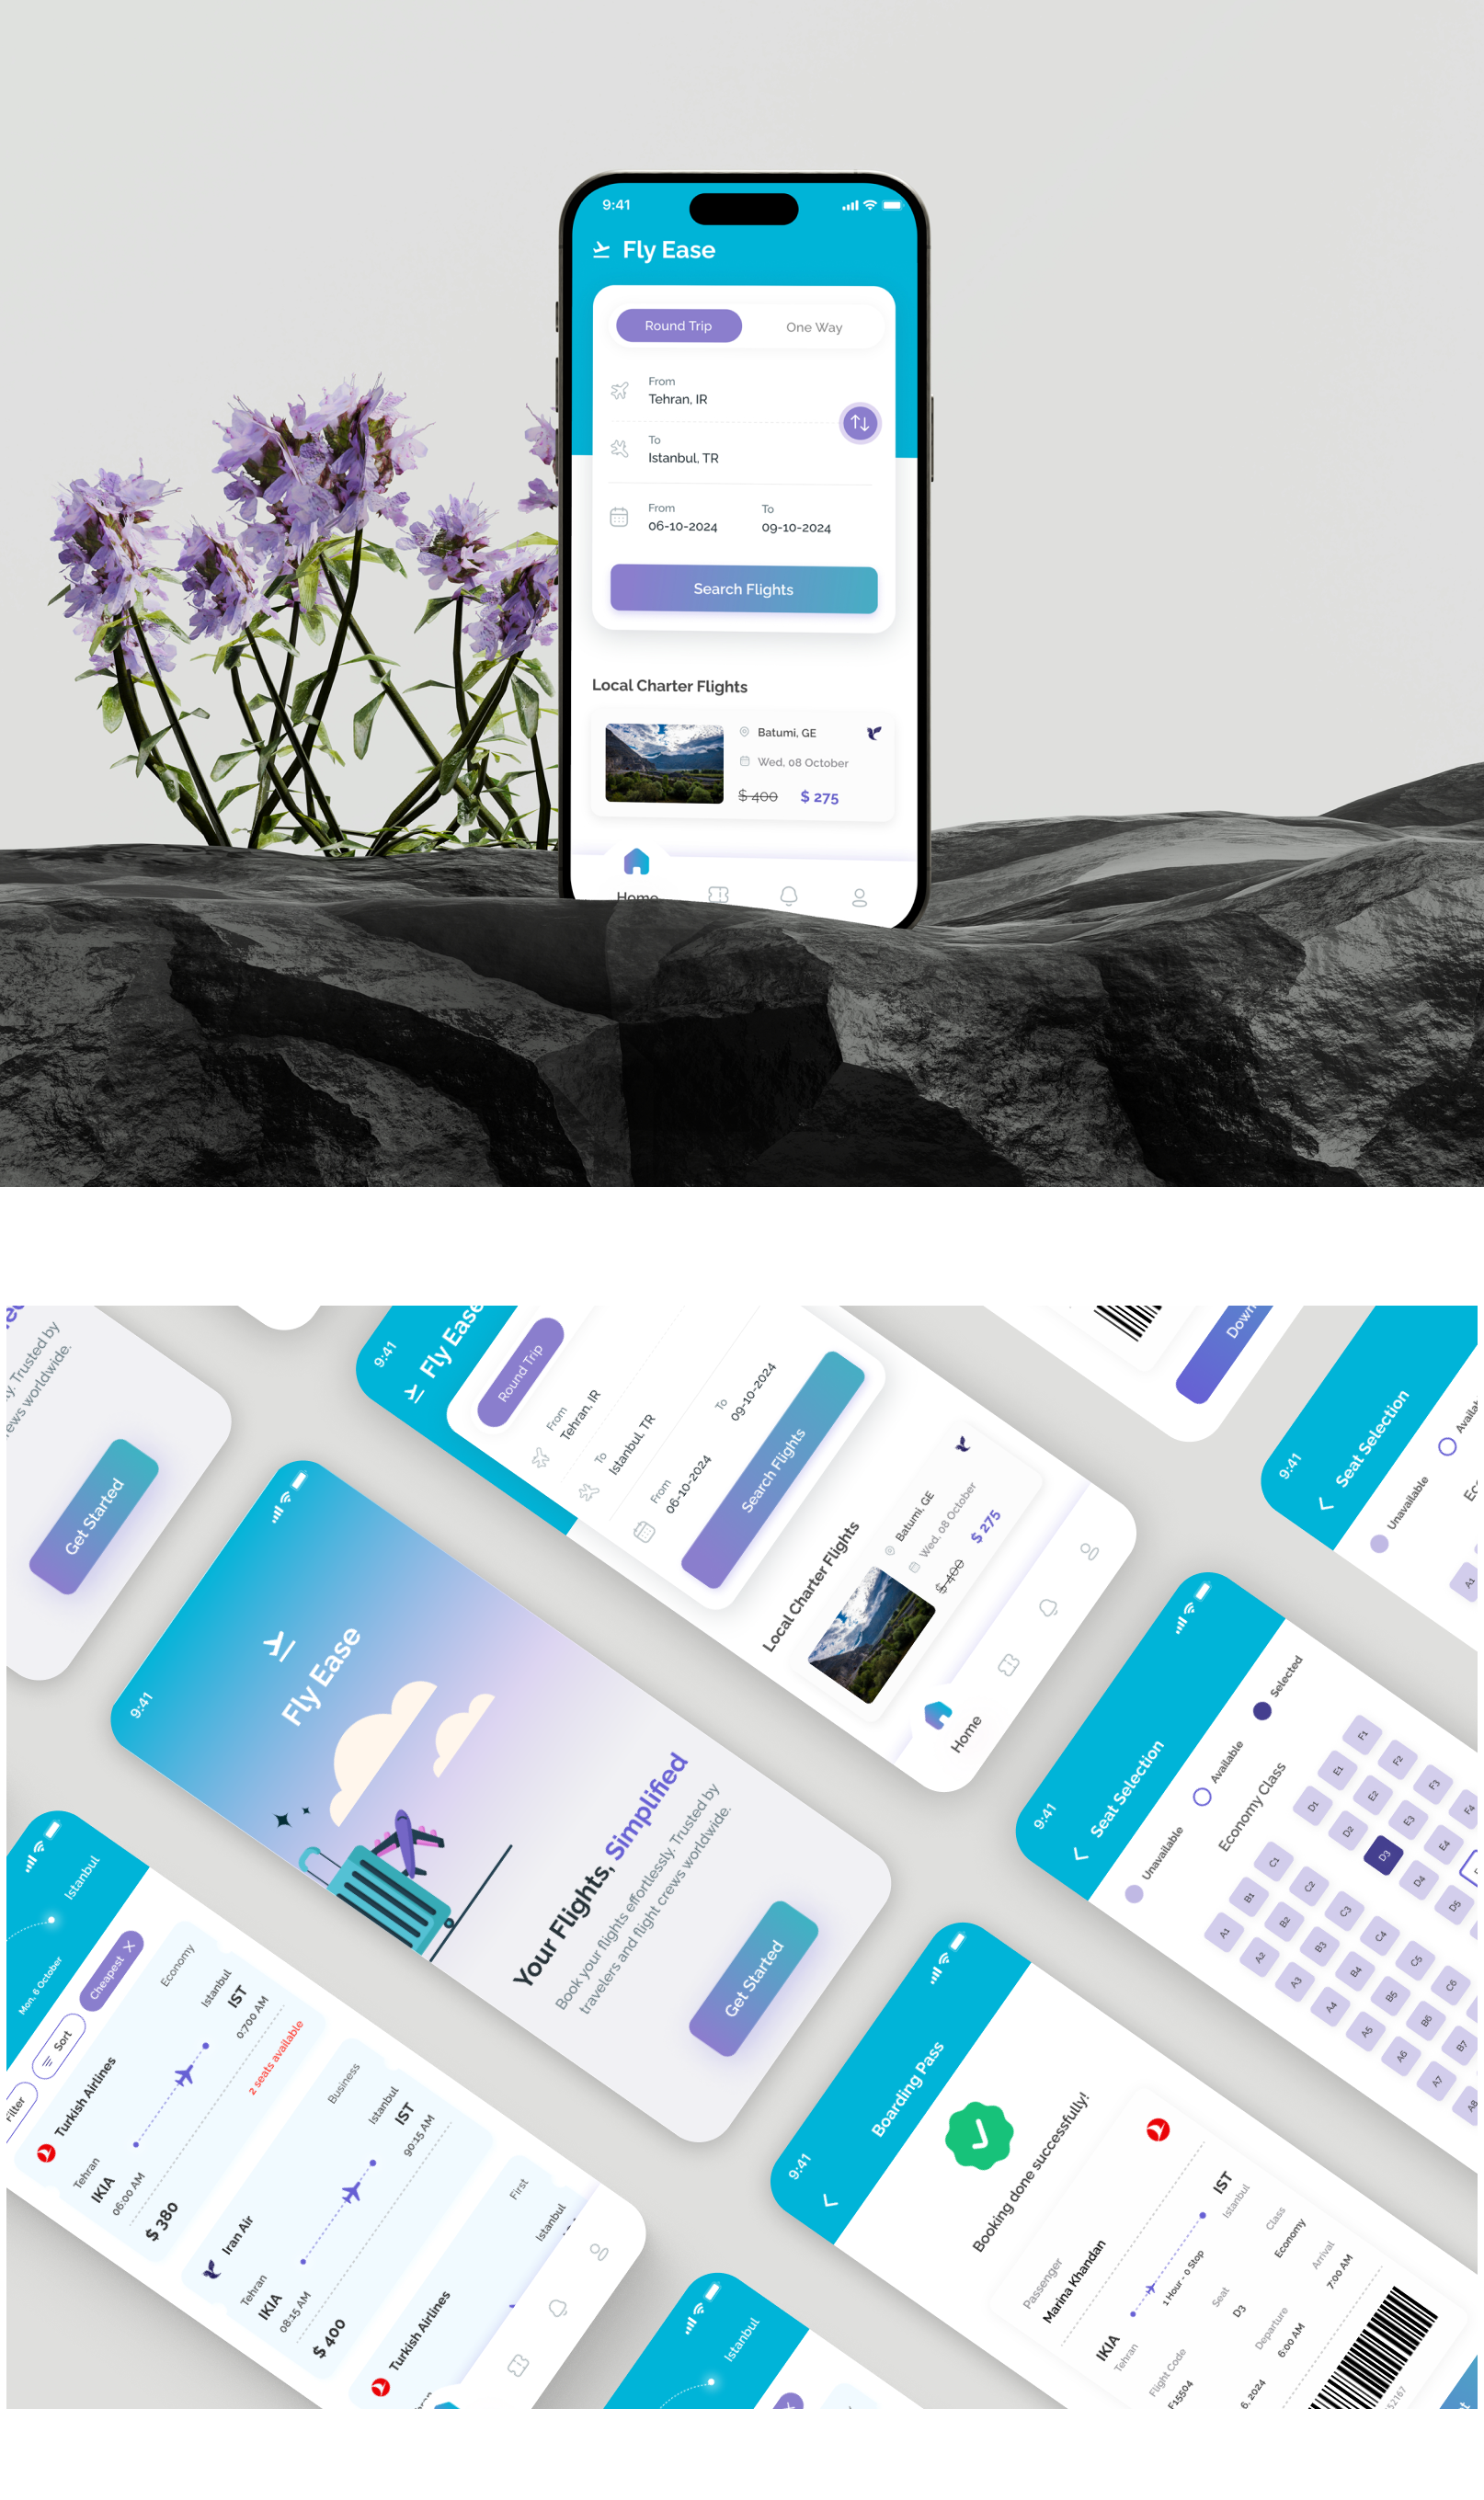 9:41
Fly Ease
Round Trip
One Way
From
Tehran, IR
To
Istanbul, TR
From
06-10-2024
To
09-10-2024
Search Flights
Local Charter Flights
Batumi, GE
Wed, 08 October
$ 400
$ 275
Home
ty. Trusted by
ews worldwide.
Get Started
9:41
Fly Ease
Round Trip
From
Tehran, IR
To
Istanbul, TR
From
06-10-2024
To
09-10-2024
Search Flights
Local Charter Flights
Batumi, GE
Wed, 08 October
$ 400
$ 275
Home
Down
9:41
Seat Selection
Unavailable
Availa
Ec
A1
9:41
Fly Ease
Your Flights, Simplified
Book your flights effortlessly. Trusted by
travelers and flight crews worldwide.
Get Started
9:41
Seat Selection
Unavailable
Available
Selected
Economy Class
A1 B1 C1 D1 E1 F1
A2 B2 C2 D2 E2 F2
A3 B3 C3 D3 E3 F3
A4 B4 C4 D4 E4 F4
A5 B5 C5 D5
A6 B6 C6
A7 B7
A8
Istanbul
Mon, 6 October
Filter
Sort
Cheapest
Turkish Airlines
Economy
Tehran
Istanbul
IKIA
IST
06:00 AM
0:700 AM
$ 380
2 seats available
Iran Air
Business
Tehran
Istanbul
IKIA
IST
08:15 AM
90:15 AM
$ 400
Turkish Airlines
First
Istanbul
9:41
Boarding Pass
Booking done successfully!
Passenger
Marina Khandan
IKIA
IST
Tehran
1 Hour - 0 Stop
Istanbul
Flight Code
F15504
Seat
D3
Class
Economy
6, 2024
Departure
6:00 AM
Arrival
7:00 AM
52167
Istanbul